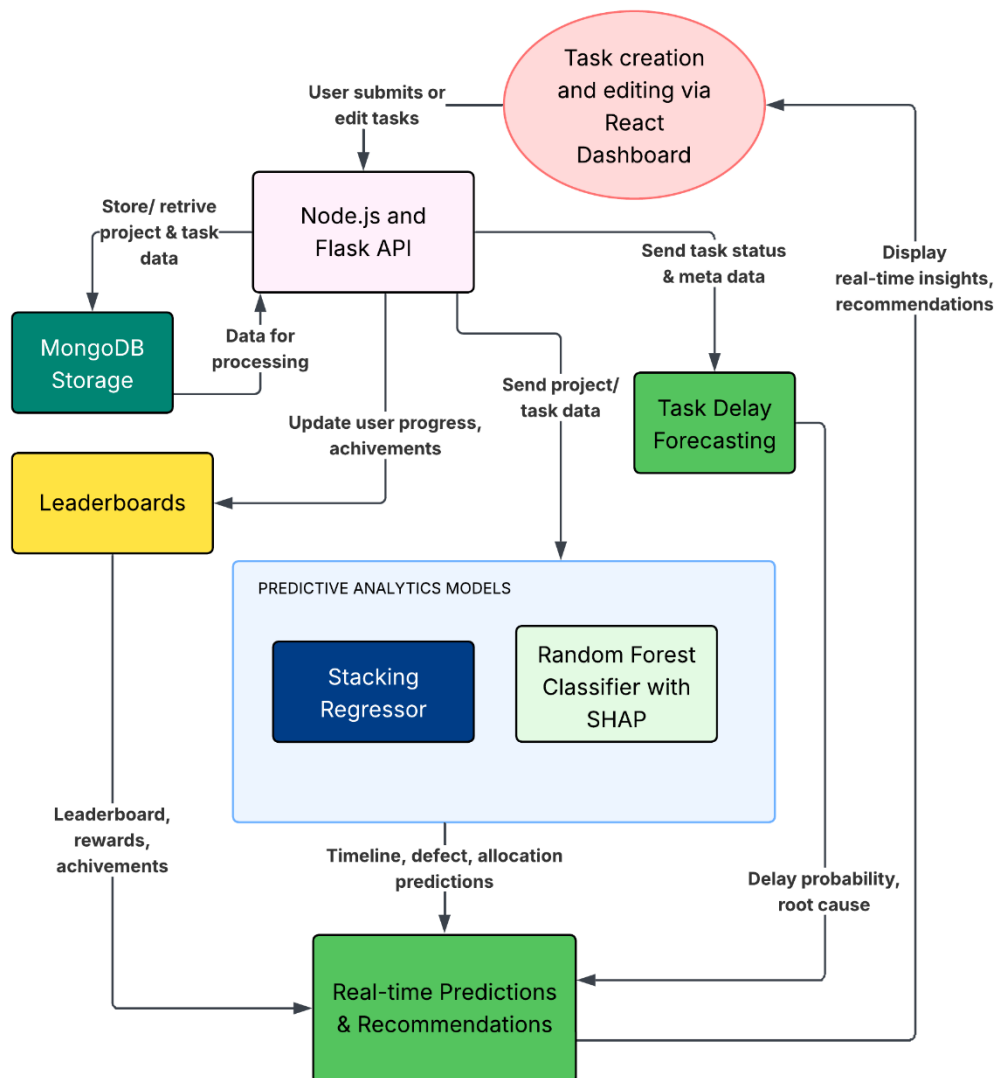 Task creation
and editing via
React
Dashboard
User submits or
edit tasks
Node.js and
Flask API
Store/ retrive
project & task
data
Send task status
& meta data
Display
real-time insights,
recommendations
MongoDB
Storage
Data for
processing
Send project/
task data
Task Delay
Forecasting
Update user progress,
achivements
Leaderboards
PREDICTIVE ANALYTICS MODELS
Stacking
Regressor
Random Forest
Classifier with
SHAP
Leaderboard,
rewards,
achivements
Timeline, defect, allocation
predictions
Delay probability,
root cause
Real-time Predictions
& Recommendations